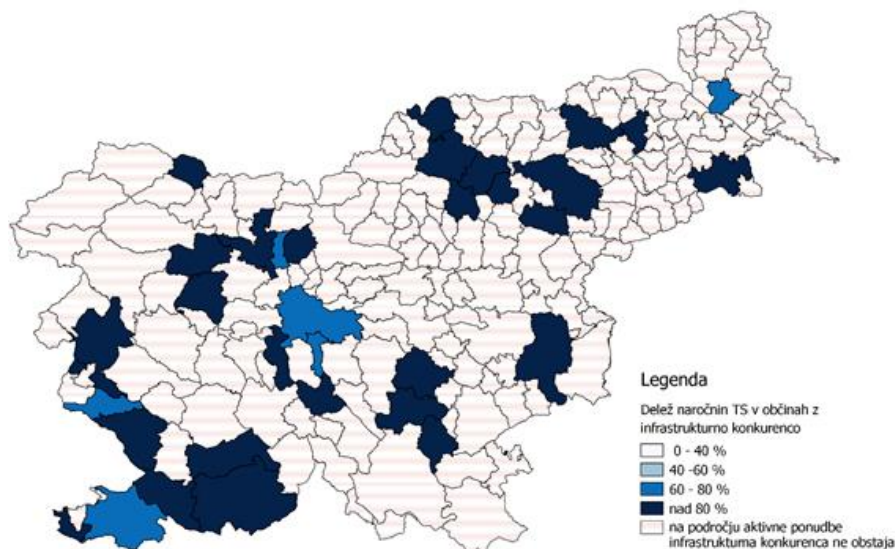 Legenda
Delež naročnin TS v občinah z
infrastrukturno konkurenco
0 - 40 %
40 -60 %
60 - 80 %
nad 80 %
na področju aktivne ponudbe
infrastrukturna konkurenca ne obstaja